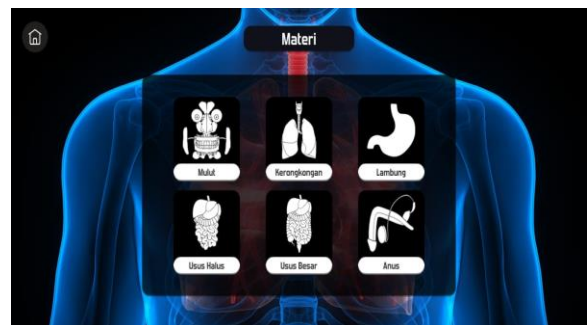 Materi
Mulut
Kerongkongan
Lambung
Usus Halus
Usus Besar
Anus